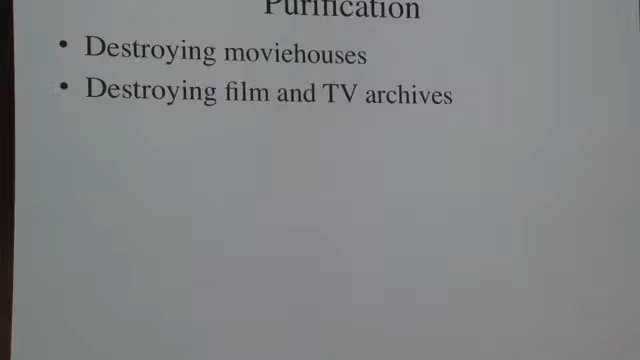 Purification
• Destroying moviehouses
• Destroying film and TV archives